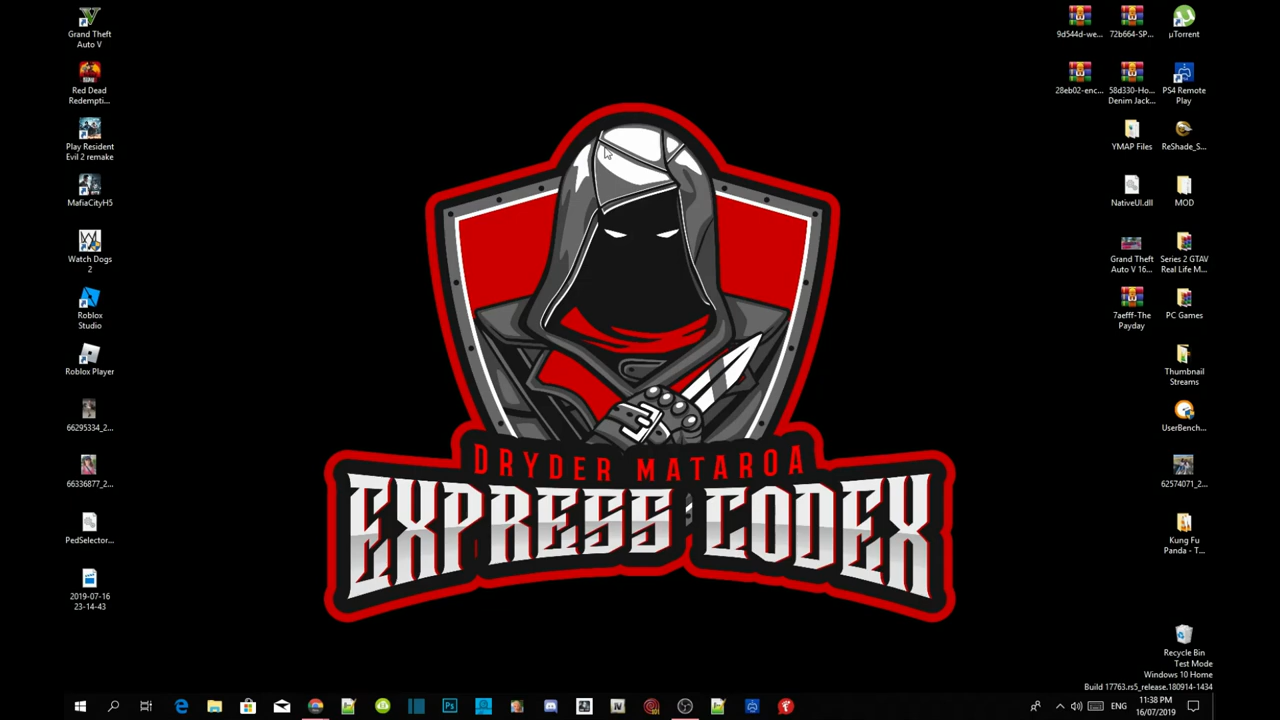 Grand Theft
Auto V
Red Dead
Redempti...
Play Resident
Evil 2 remake
MafiaCityH5
Watch Dogs
2
Roblox
Studio
Roblox Player
66295334_2...
66336877_2...
PedSelector...
2019-07-16
23-14-43
DRYDER MATAROA
EXPRESS CODEX
9d544d-we...
72b664-SP...
µTorrent
28eb02-enc...
58d330-Ho...
Denim Jack...
PS4 Remote
Play
YMAP Files
ReShade_S...
NativeUI.dll
MOD
Grand Theft
Auto V 16...
Series 2 GTAV
Real Life M...
7aefff-The
Payday
PC Games
Thumbnail
Streams
UserBench...
62574071_2...
Kung Fu
Panda - T...
Recycle Bin
Test Mode
Windows 10 Home
Build 17763.rs5_release.180914-1434
Ps
IV
301
ENG
11:38 PM
16/07/2019